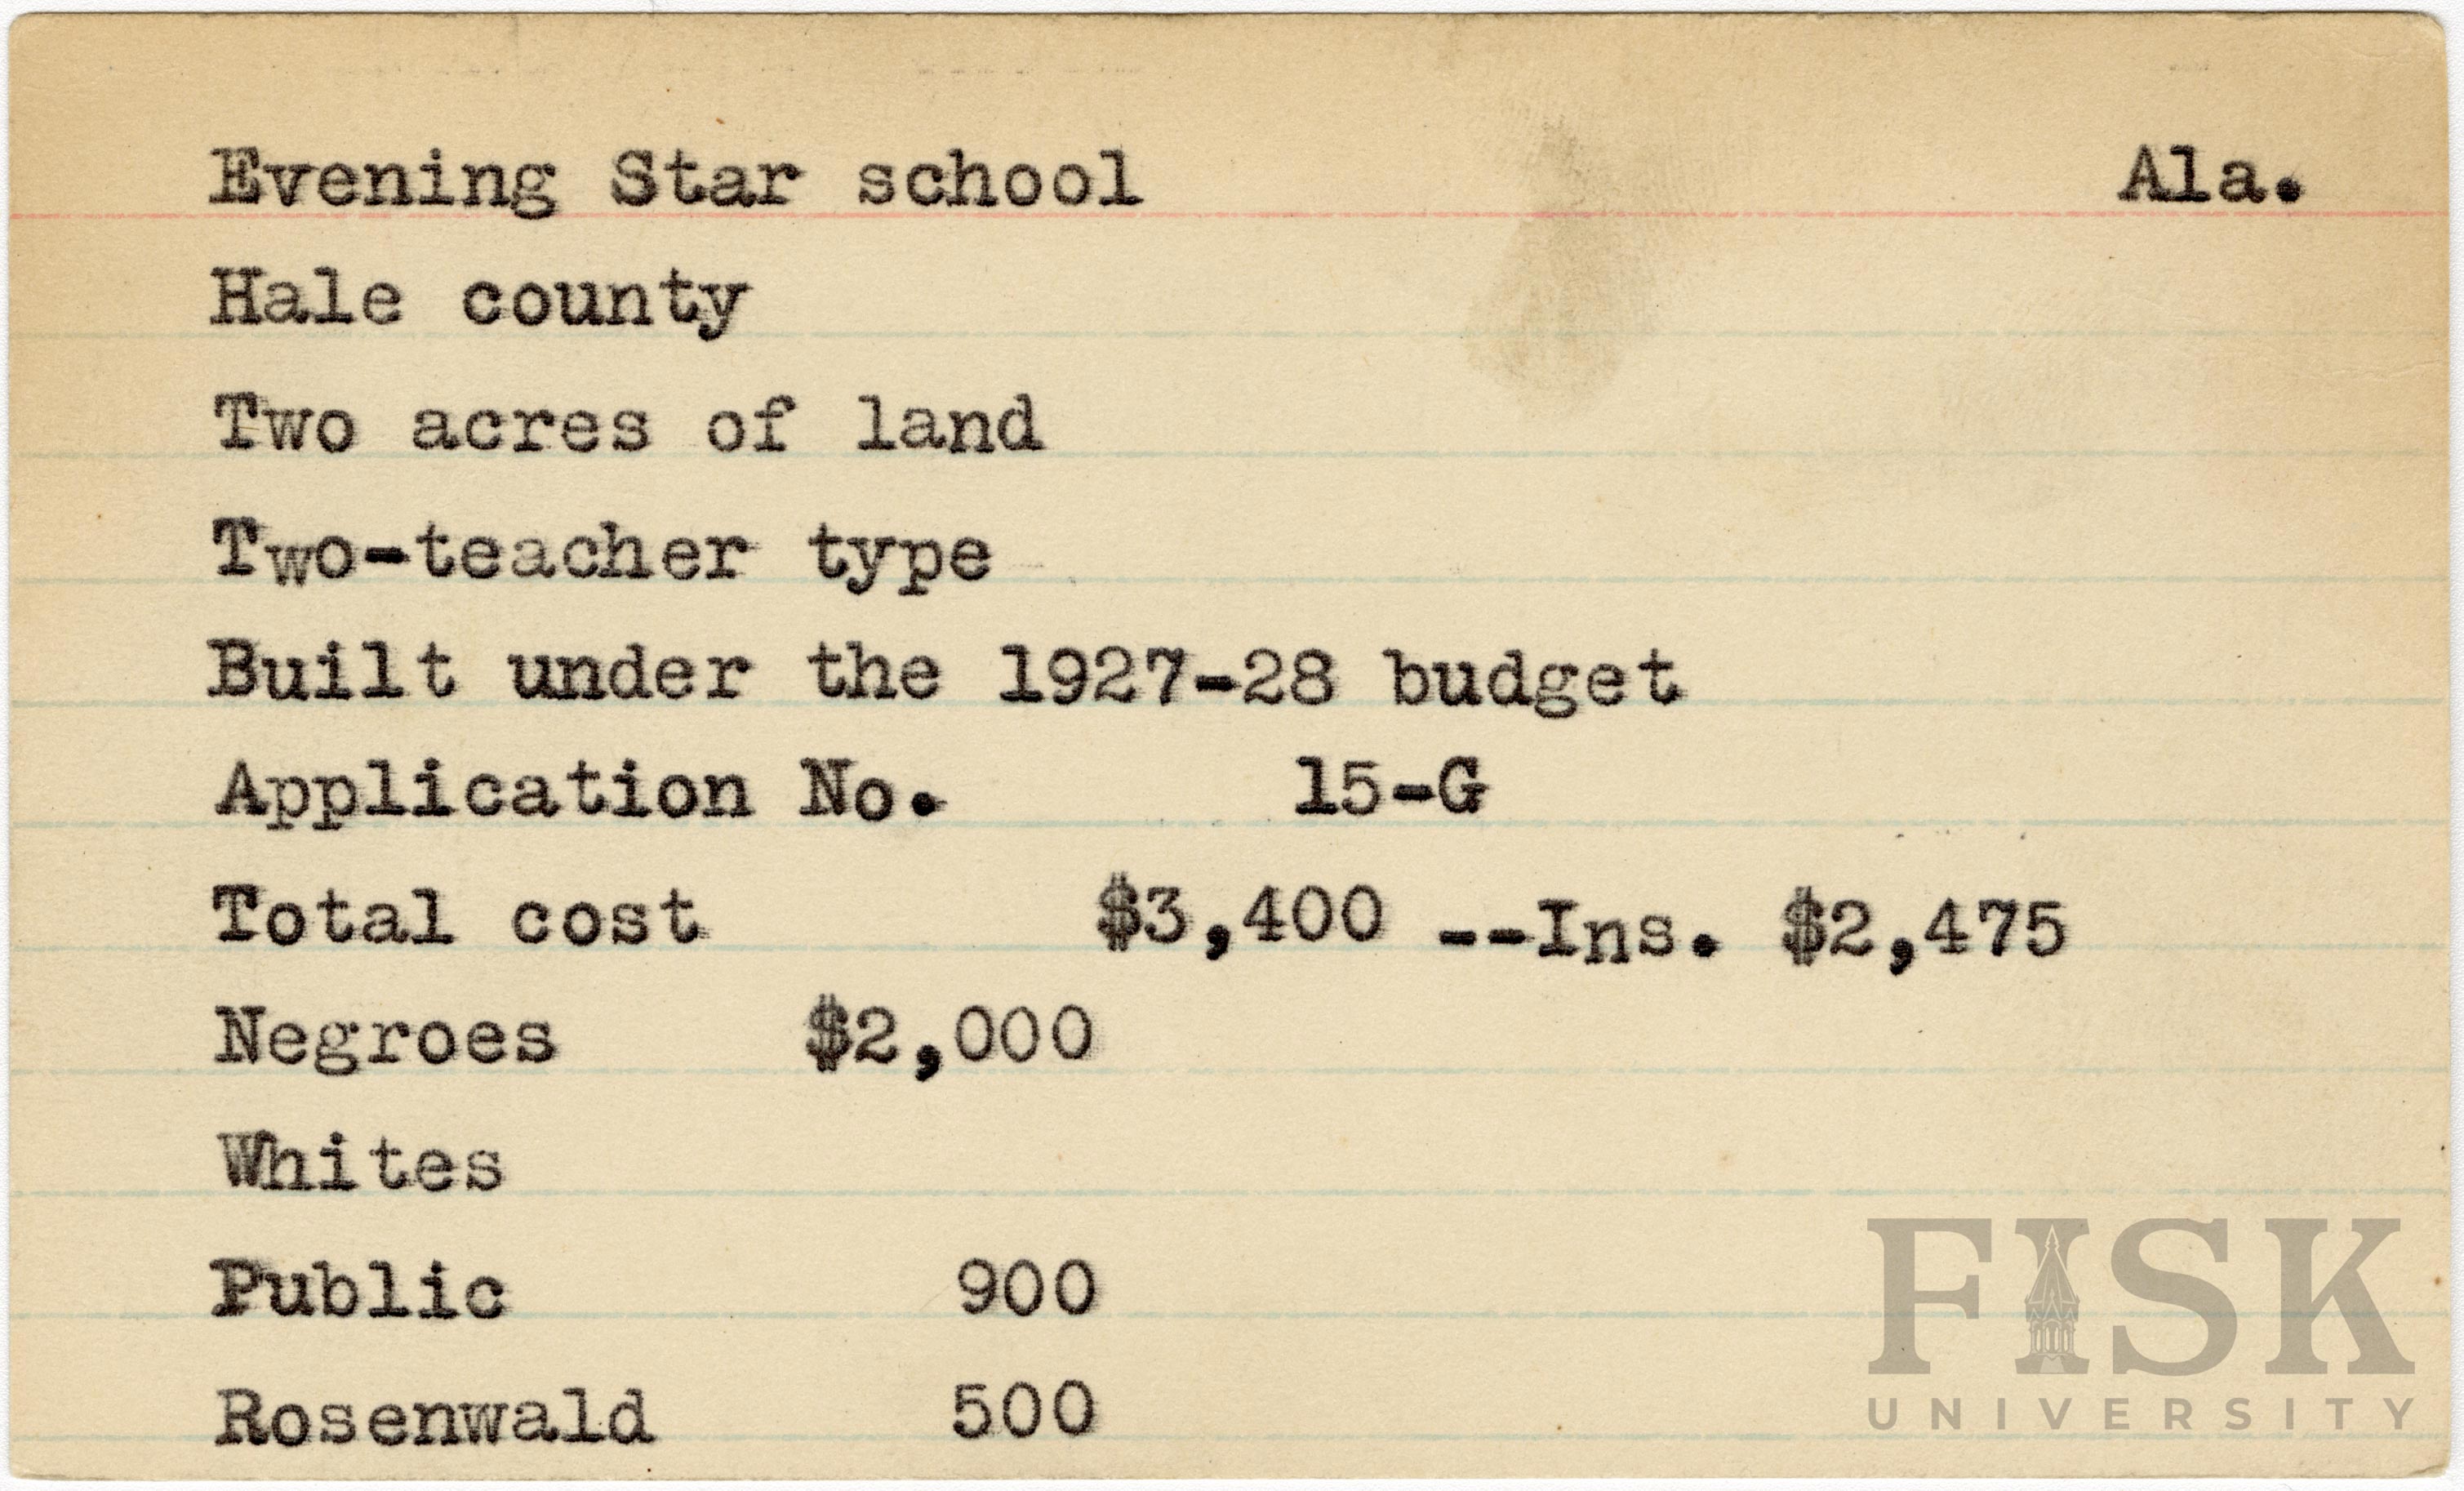 Evening Star school Ala.
Hale county
Two acres of land
Two-teacher type
Built under the 1927-28 budget
Application No. 15-G
Total cost $3,400 --Ins. $2,475
Negroes $2,000
Whites
Public 900
Rosenwald 500
FISK
UNIVERSITY